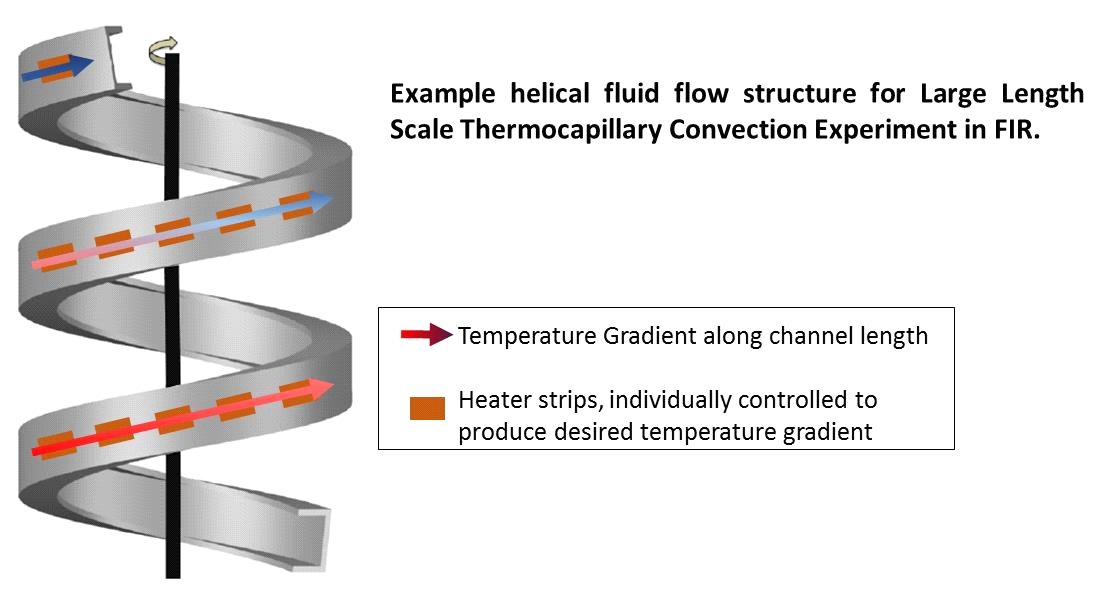 Example helical fluid flow structure for Large Length
Scale Thermocapillary Convection Experiment in FIR.
Temperature Gradient along channel length
Heater strips, individually controlled to
produce desired temperature gradient